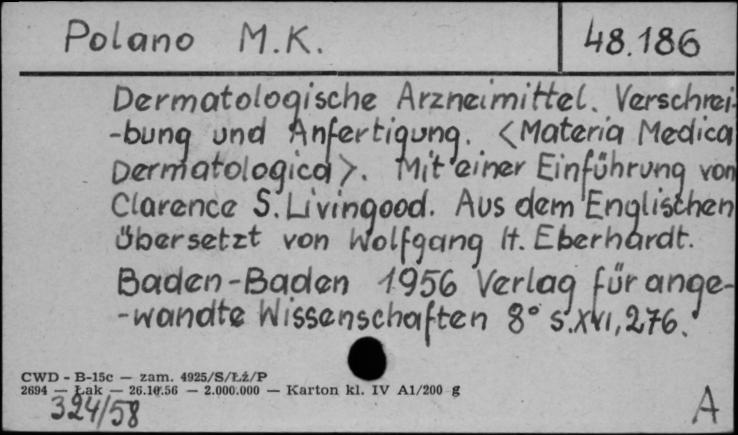 Polano M.K.
48.186
Dermatologische Arzneimittel. Verschrei-
-bung und Anfertigung. <Materia Medica
Dermatologica>. Mit einer Einführung von
Clarence S. Livingood. Aus dem Englischen
übersetzt von Wolfgang H. Eberhardt.
Baden-Baden 1956 Verlag für ange-
-wandte Wissenschaften 8° S.XVI, 276.
CWD - B-15c — zam. 4925/S/Łż/P
2694 — Łak — 26.10.56 — 2.000.000 — Karton kl. IV A1/200 g
324/58
A